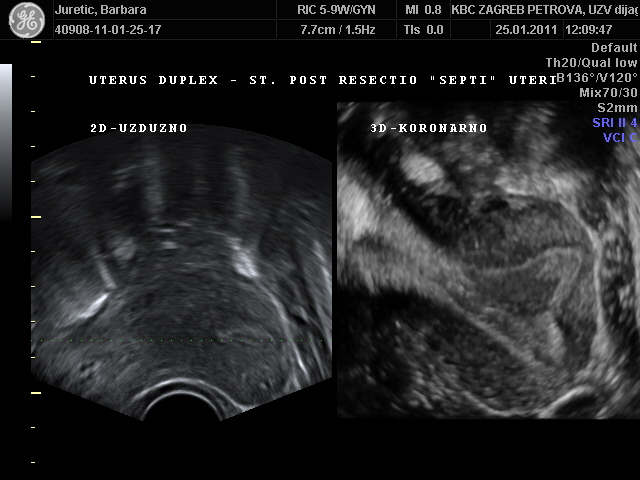 Juretic, Barbara RIC 5-9W/GYN MI 0.8 KBC ZAGREB PETROVA, UZV dijag
40908-11-01-25-17 7.7cm / 1.5Hz TIs 0.0 25.01.2011 12:09:47
Default
Th20/Qual low
UTERUS DUPLEX - ST. POST RESECTIO "SEPTI" UTERI
B136°/V120°
Mix70/30
S2mm
SRI II 4
VCI C
2D-UZDUZNO
3D-KORONARNO